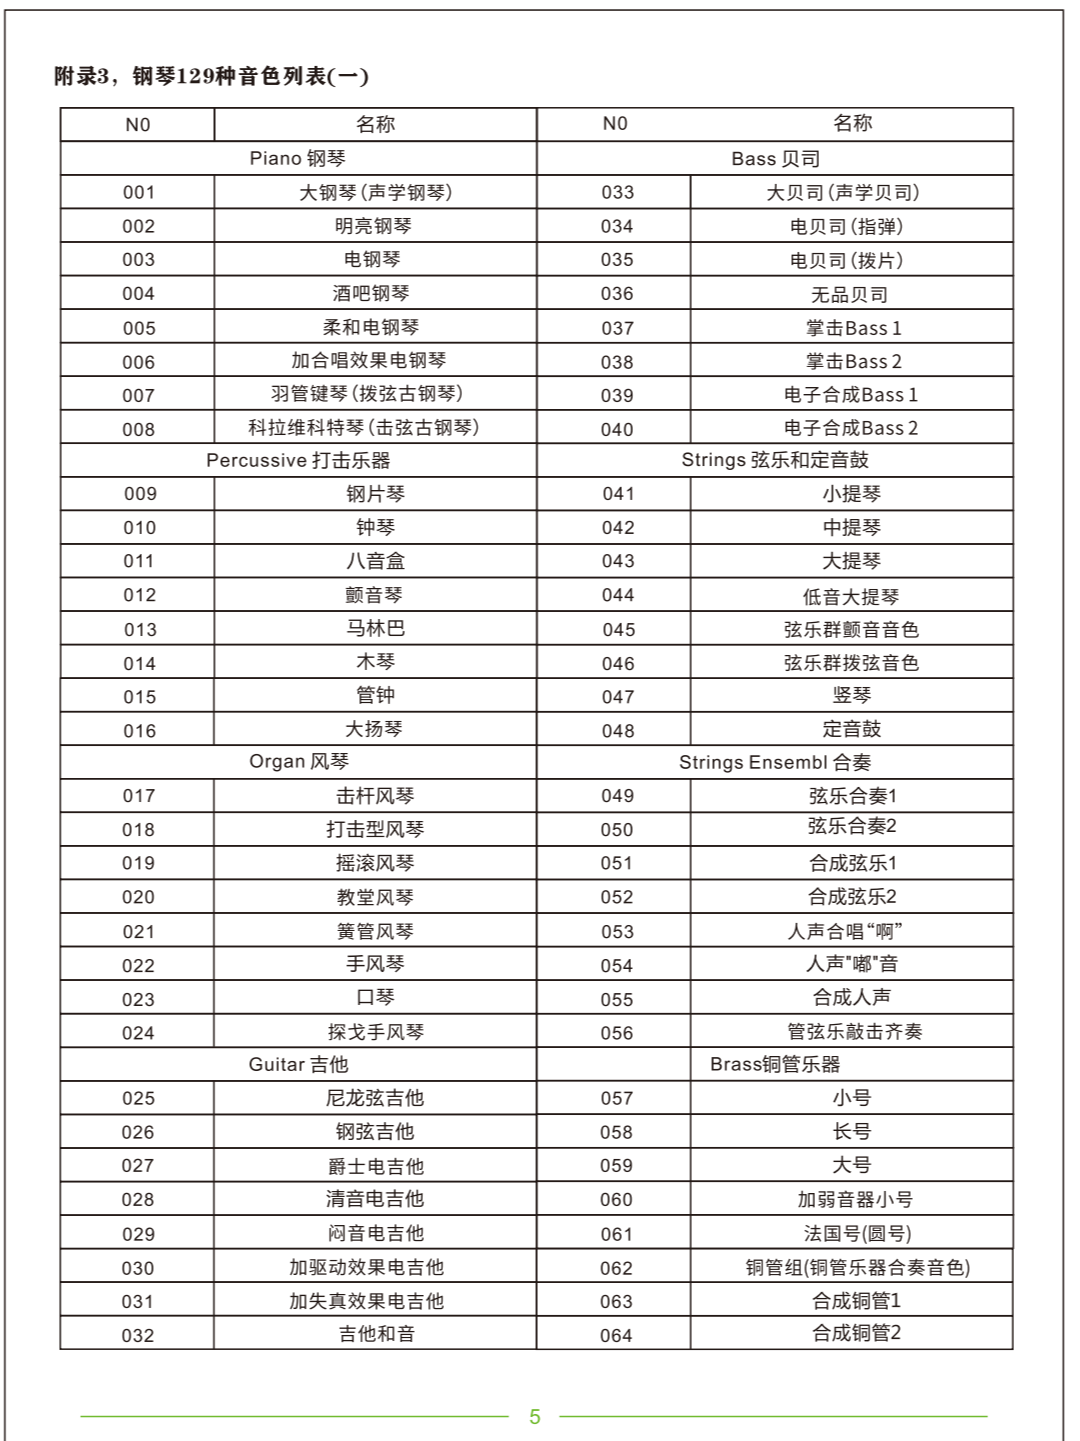 附录3，钢琴129种音色列表(一)
N0 名称 N0 名称
Piano 钢琴 Bass 贝司
001 大钢琴（声学钢琴） 033 大贝司（声学贝司）
002 明亮钢琴 034 电贝司（指弹）
003 电钢琴 035 电贝司（拨片）
004 酒吧钢琴 036 无品贝司
005 柔和电钢琴 037 掌击Bass 1
006 加合唱效果电钢琴 038 掌击Bass 2
007 羽管键琴（拨弦古钢琴） 039 电子合成Bass 1
008 科拉维科特琴（击弦古钢琴） 040 电子合成Bass 2
Percussive 打击乐器 Strings 弦乐和定音鼓
009 钢片琴 041 小提琴
010 钟琴 042 中提琴
011 八音盒 043 大提琴
012 颤音琴 044 低音大提琴
013 马林巴 045 弦乐群颤音音色
014 木琴 046 弦乐群拨弦音色
015 管钟 047 竖琴
016 大扬琴 048 定音鼓
Organ 风琴 Strings Ensembl 合奏
017 击杆风琴 049 弦乐合奏1
018 打击型风琴 050 弦乐合奏2
019 摇滚风琴 051 合成弦乐1
020 教堂风琴 052 合成弦乐2
021 簧管风琴 053 人声合唱“啊”
022 手风琴 054 人声"嘟"音
023 口琴 055 合成人声
024 探戈手风琴 056 管弦乐敲击齐奏
Guitar 吉他 Brass铜管乐器
025 尼龙弦吉他 057 小号
026 钢弦吉他 058 长号
027 爵士电吉他 059 大号
028 清音电吉他 060 加弱音器小号
029 闷音电吉他 061 法国号(圆号)
030 加驱动效果电吉他 062 铜管组(铜管乐器合奏音色)
031 加失真效果电吉他 063 合成铜管1
032 吉他和音 064 合成铜管2
5